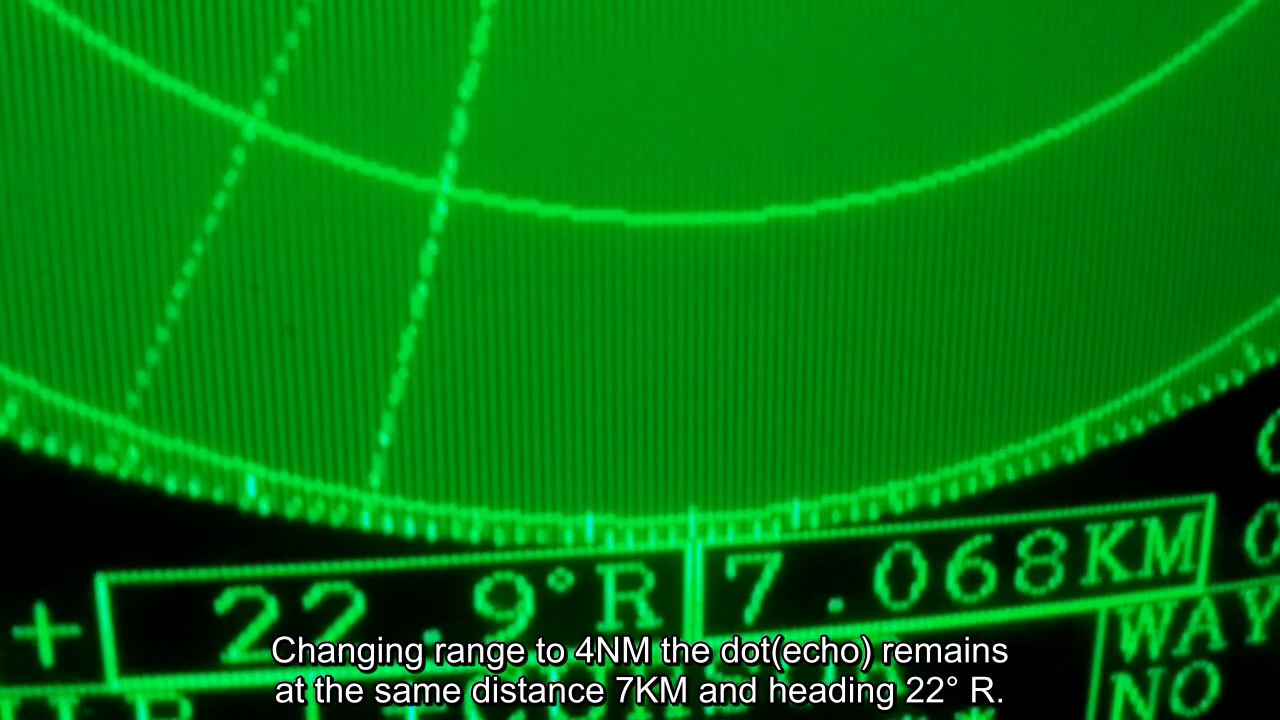 + 22.9°R 7.068KM
WAY
NO
Changing range to 4NM the dot(echo) remains
at the same distance 7KM and heading 22° R.